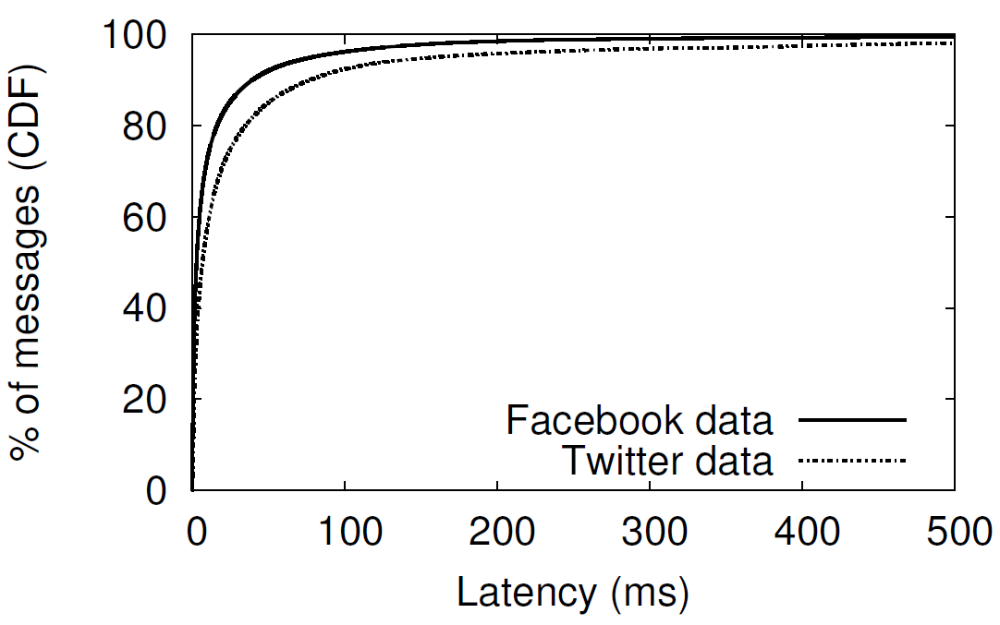 % of messages (CDF)
100
80
60
40
20
0
Facebook data
Twitter data
0 100 200 300 400 500
Latency (ms)